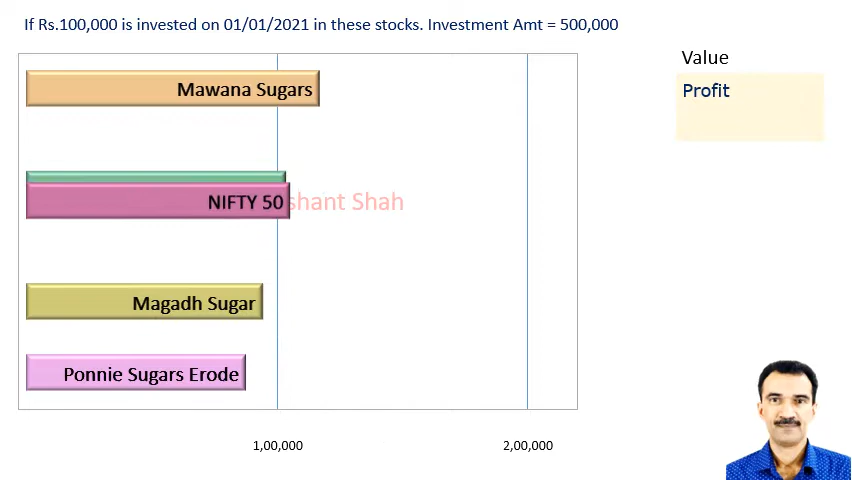 If Rs.100,000 is invested on 01/01/2021 in these stocks. Investment Amt = 500,000
Value
Profit
Mawana Sugars
NIFTY 50
shant Shah
Magadh Sugar
Ponnie Sugars Erode
1,00,000
2,00,000